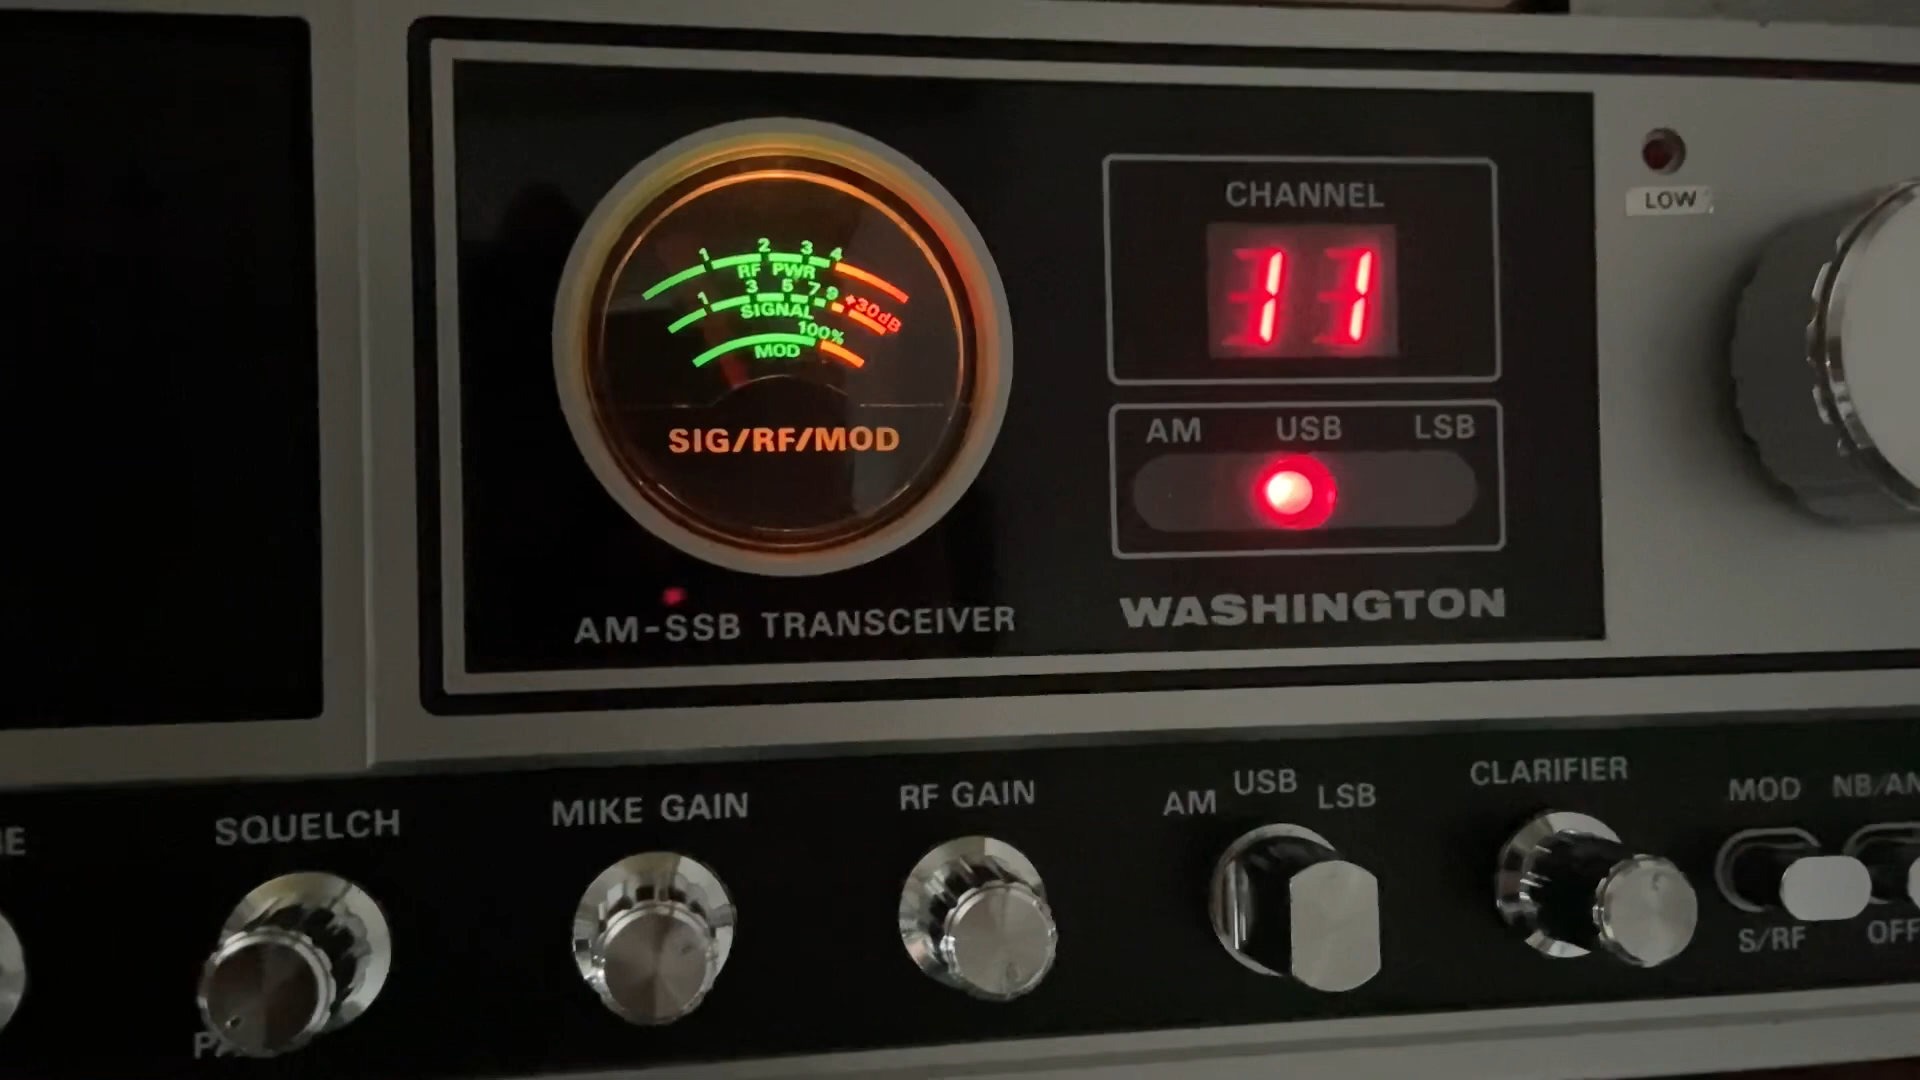 1 2 3 4
RF PWR
1 3 5 7 9 +30dB
SIGNAL
100%
MOD
SIG/RF/MOD
AM-SSB TRANSCEIVER
CHANNEL
11
AM USB LSB
WASHINGTON
LOW
SQUELCH
MIKE GAIN
RF GAIN
AM USB LSB
CLARIFIER
MOD
NB/AN
S/RF
OFF